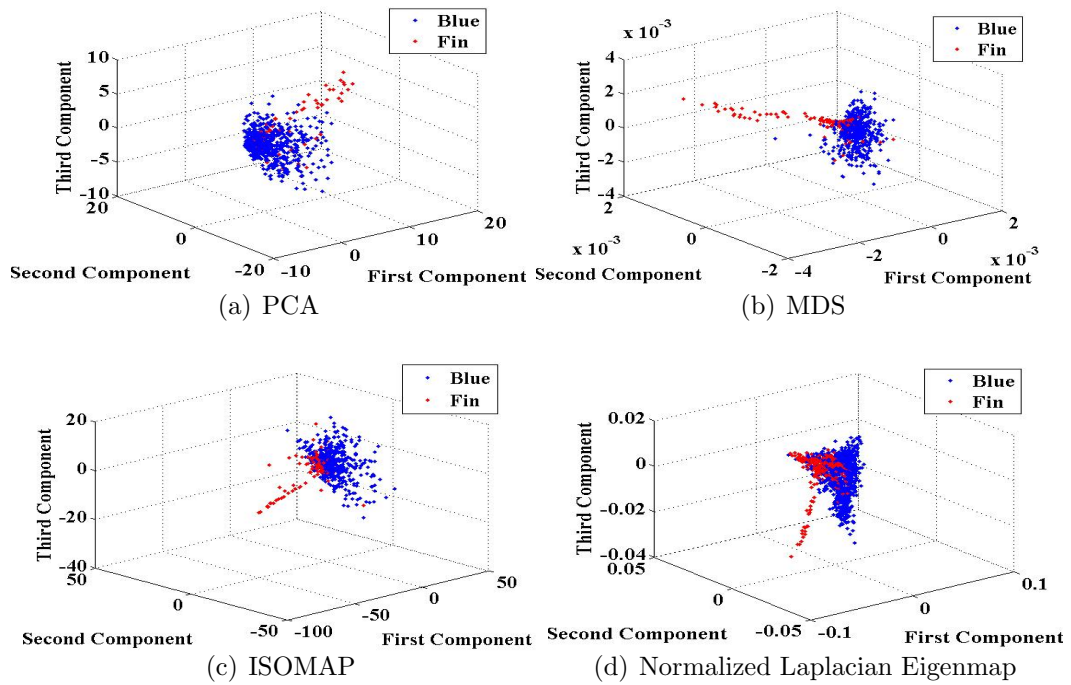 Blue
Fin
10
5
0
-5
-10
20
0
-20
-10
0
10
20
Third Component
Second Component
First Component
(a) PCA
x 10⁻³
Blue
Fin
4
2
0
-2
-4
2
0
-2
-4
-2
0
2
x 10⁻³
x 10⁻³
Third Component
Second Component
First Component
(b) MDS
Blue
Fin
20
0
-20
-40
50
0
-50
-100
-50
0
50
Third Component
Second Component
First Component
(c) ISOMAP
Blue
Fin
0.02
0
-0.02
-0.04
0.05
0
-0.05
-0.1
0
0.1
Third Component
Second Component
First Component
(d) Normalized Laplacian Eigenmap